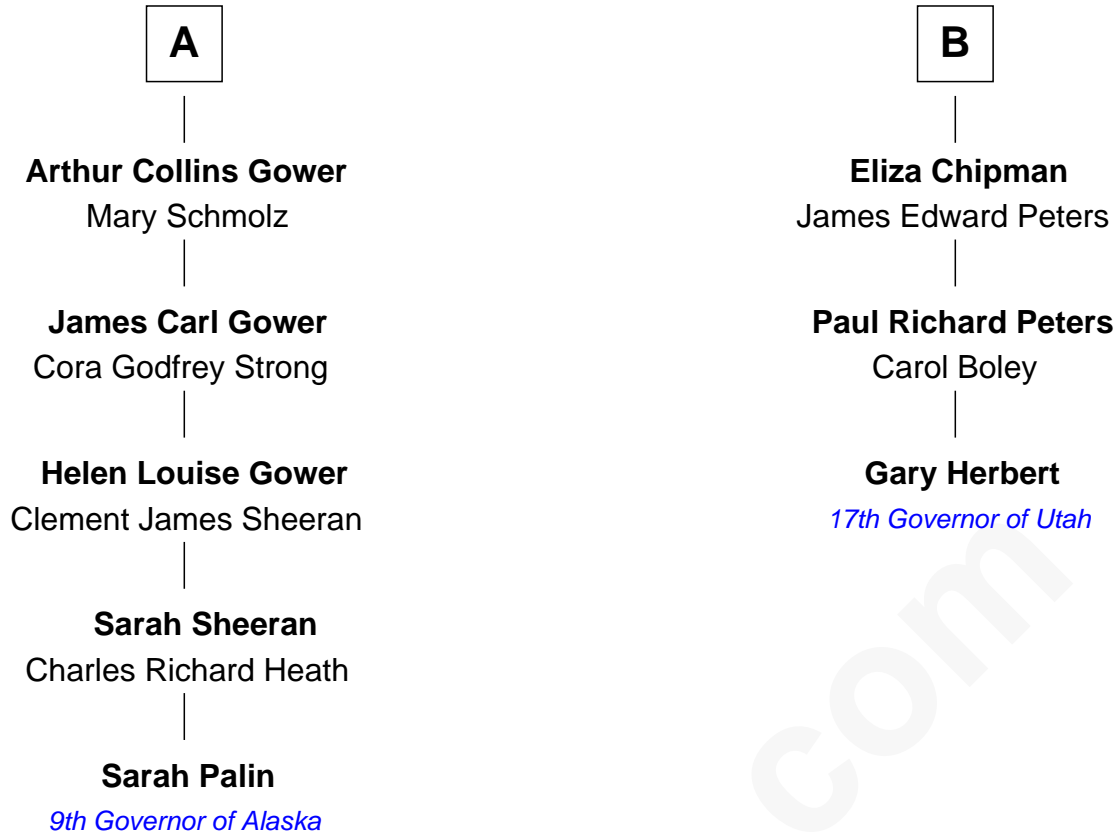 A
Arthur Collins Gower
Mary Schmolz
James Carl Gower
Cora Godfrey Strong
Helen Louise Gower
Clement James Sheeran
Sarah Sheeran
Charles Richard Heath
Sarah Palin
9th Governor of Alaska
B
Eliza Chipman
James Edward Peters
Paul Richard Peters
Carol Boley
Gary Herbert
17th Governor of Utah
com